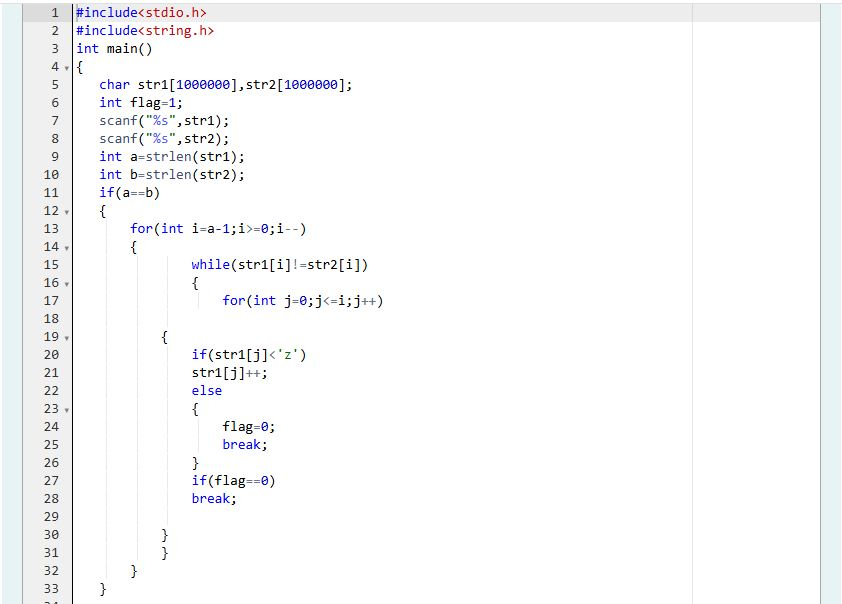 1 #include<stdio.h>
2 #include<string.h>
3 int main()
4 {
5 char str1[1000000],str2[1000000];
6 int flag=1;
7 scanf("%s",str1);
8 scanf("%s",str2);
9 int a=strlen(str1);
10 int b=strlen(str2);
11 if(a==b)
12 {
13 for(int i=a-1;i>=0;i--)
14 {
15 while(str1[i]!=str2[i])
16 {
17 for(int j=0;j<=i;j++)
18
19 {
20 if(str1[j]<'z')
21 str1[j]++;
22 else
23 {
24 flag=0;
25 break;
26 }
27 if(flag==0)
28 break;
29
30 }
31 }
32 }
33 }